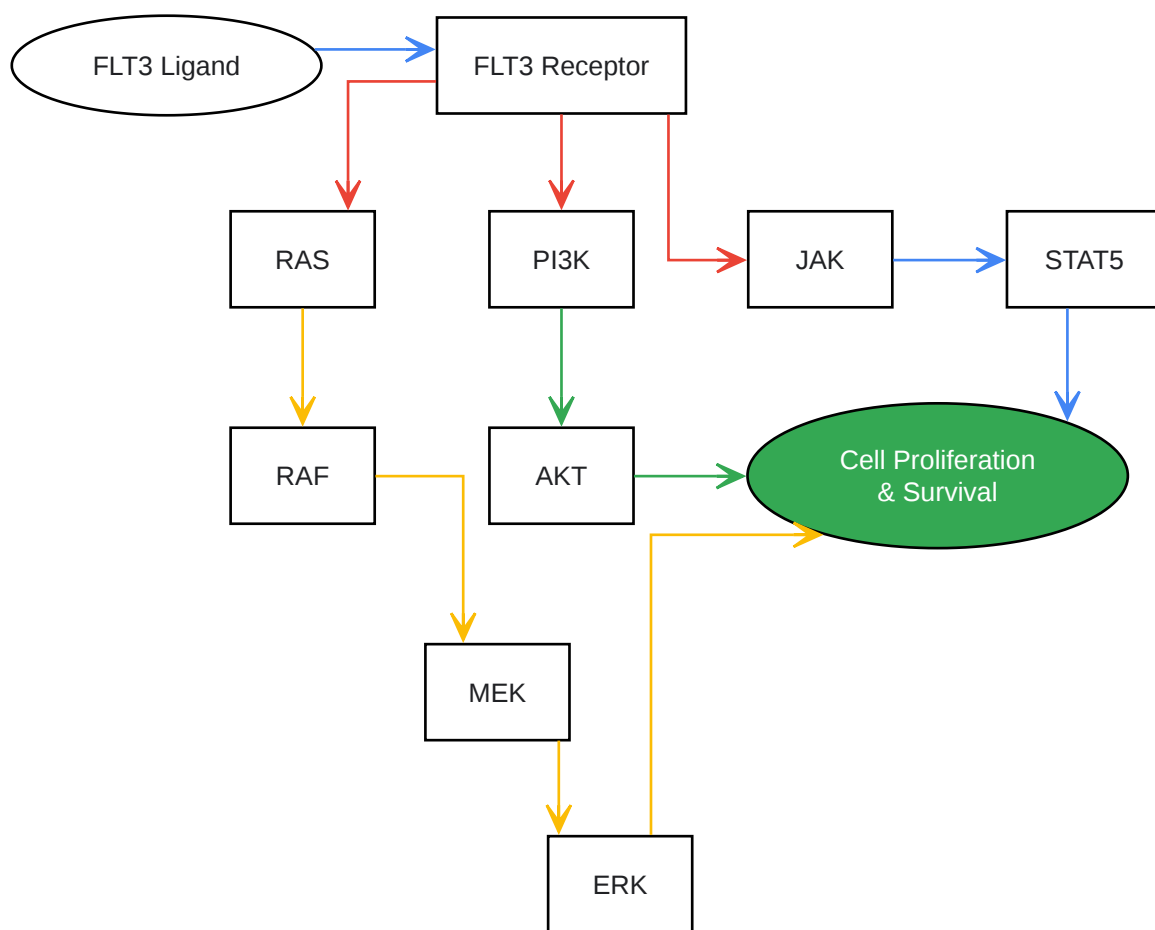 FLT3 Ligand
FLT3 Receptor
RAS
PI3K
JAK
STAT5
RAF
AKT
Cell Proliferation
& Survival
MEK
ERK